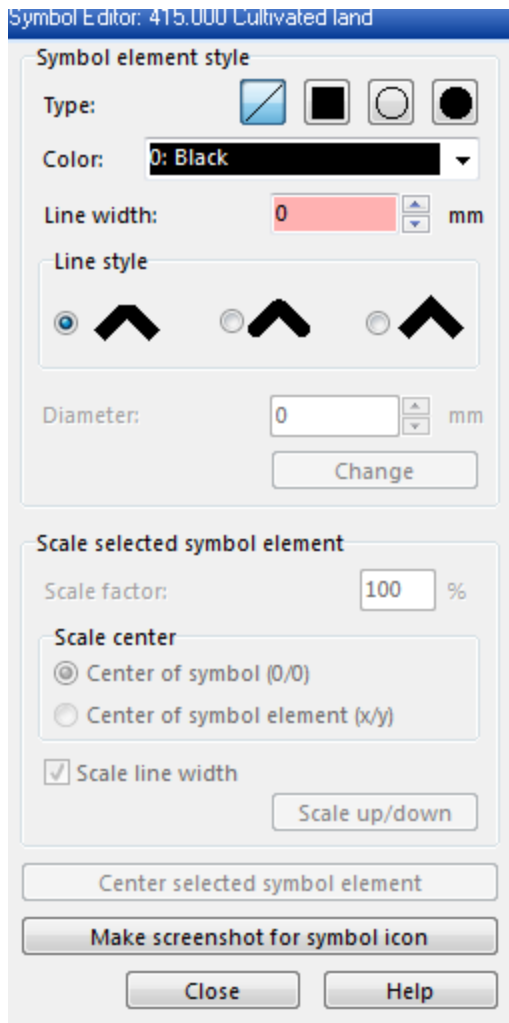 Symbol Editor: 415.000 Cultivated land
Symbol element style
Type:
Color: 0: Black
Line width: 0 mm
Line style
Diameter: 0 mm
Change
Scale selected symbol element
Scale factor: 100 %
Scale center
Center of symbol (0/0)
Center of symbol element (x/y)
Scale line width
Scale up/down
Center selected symbol element
Make screenshot for symbol icon
Close Help